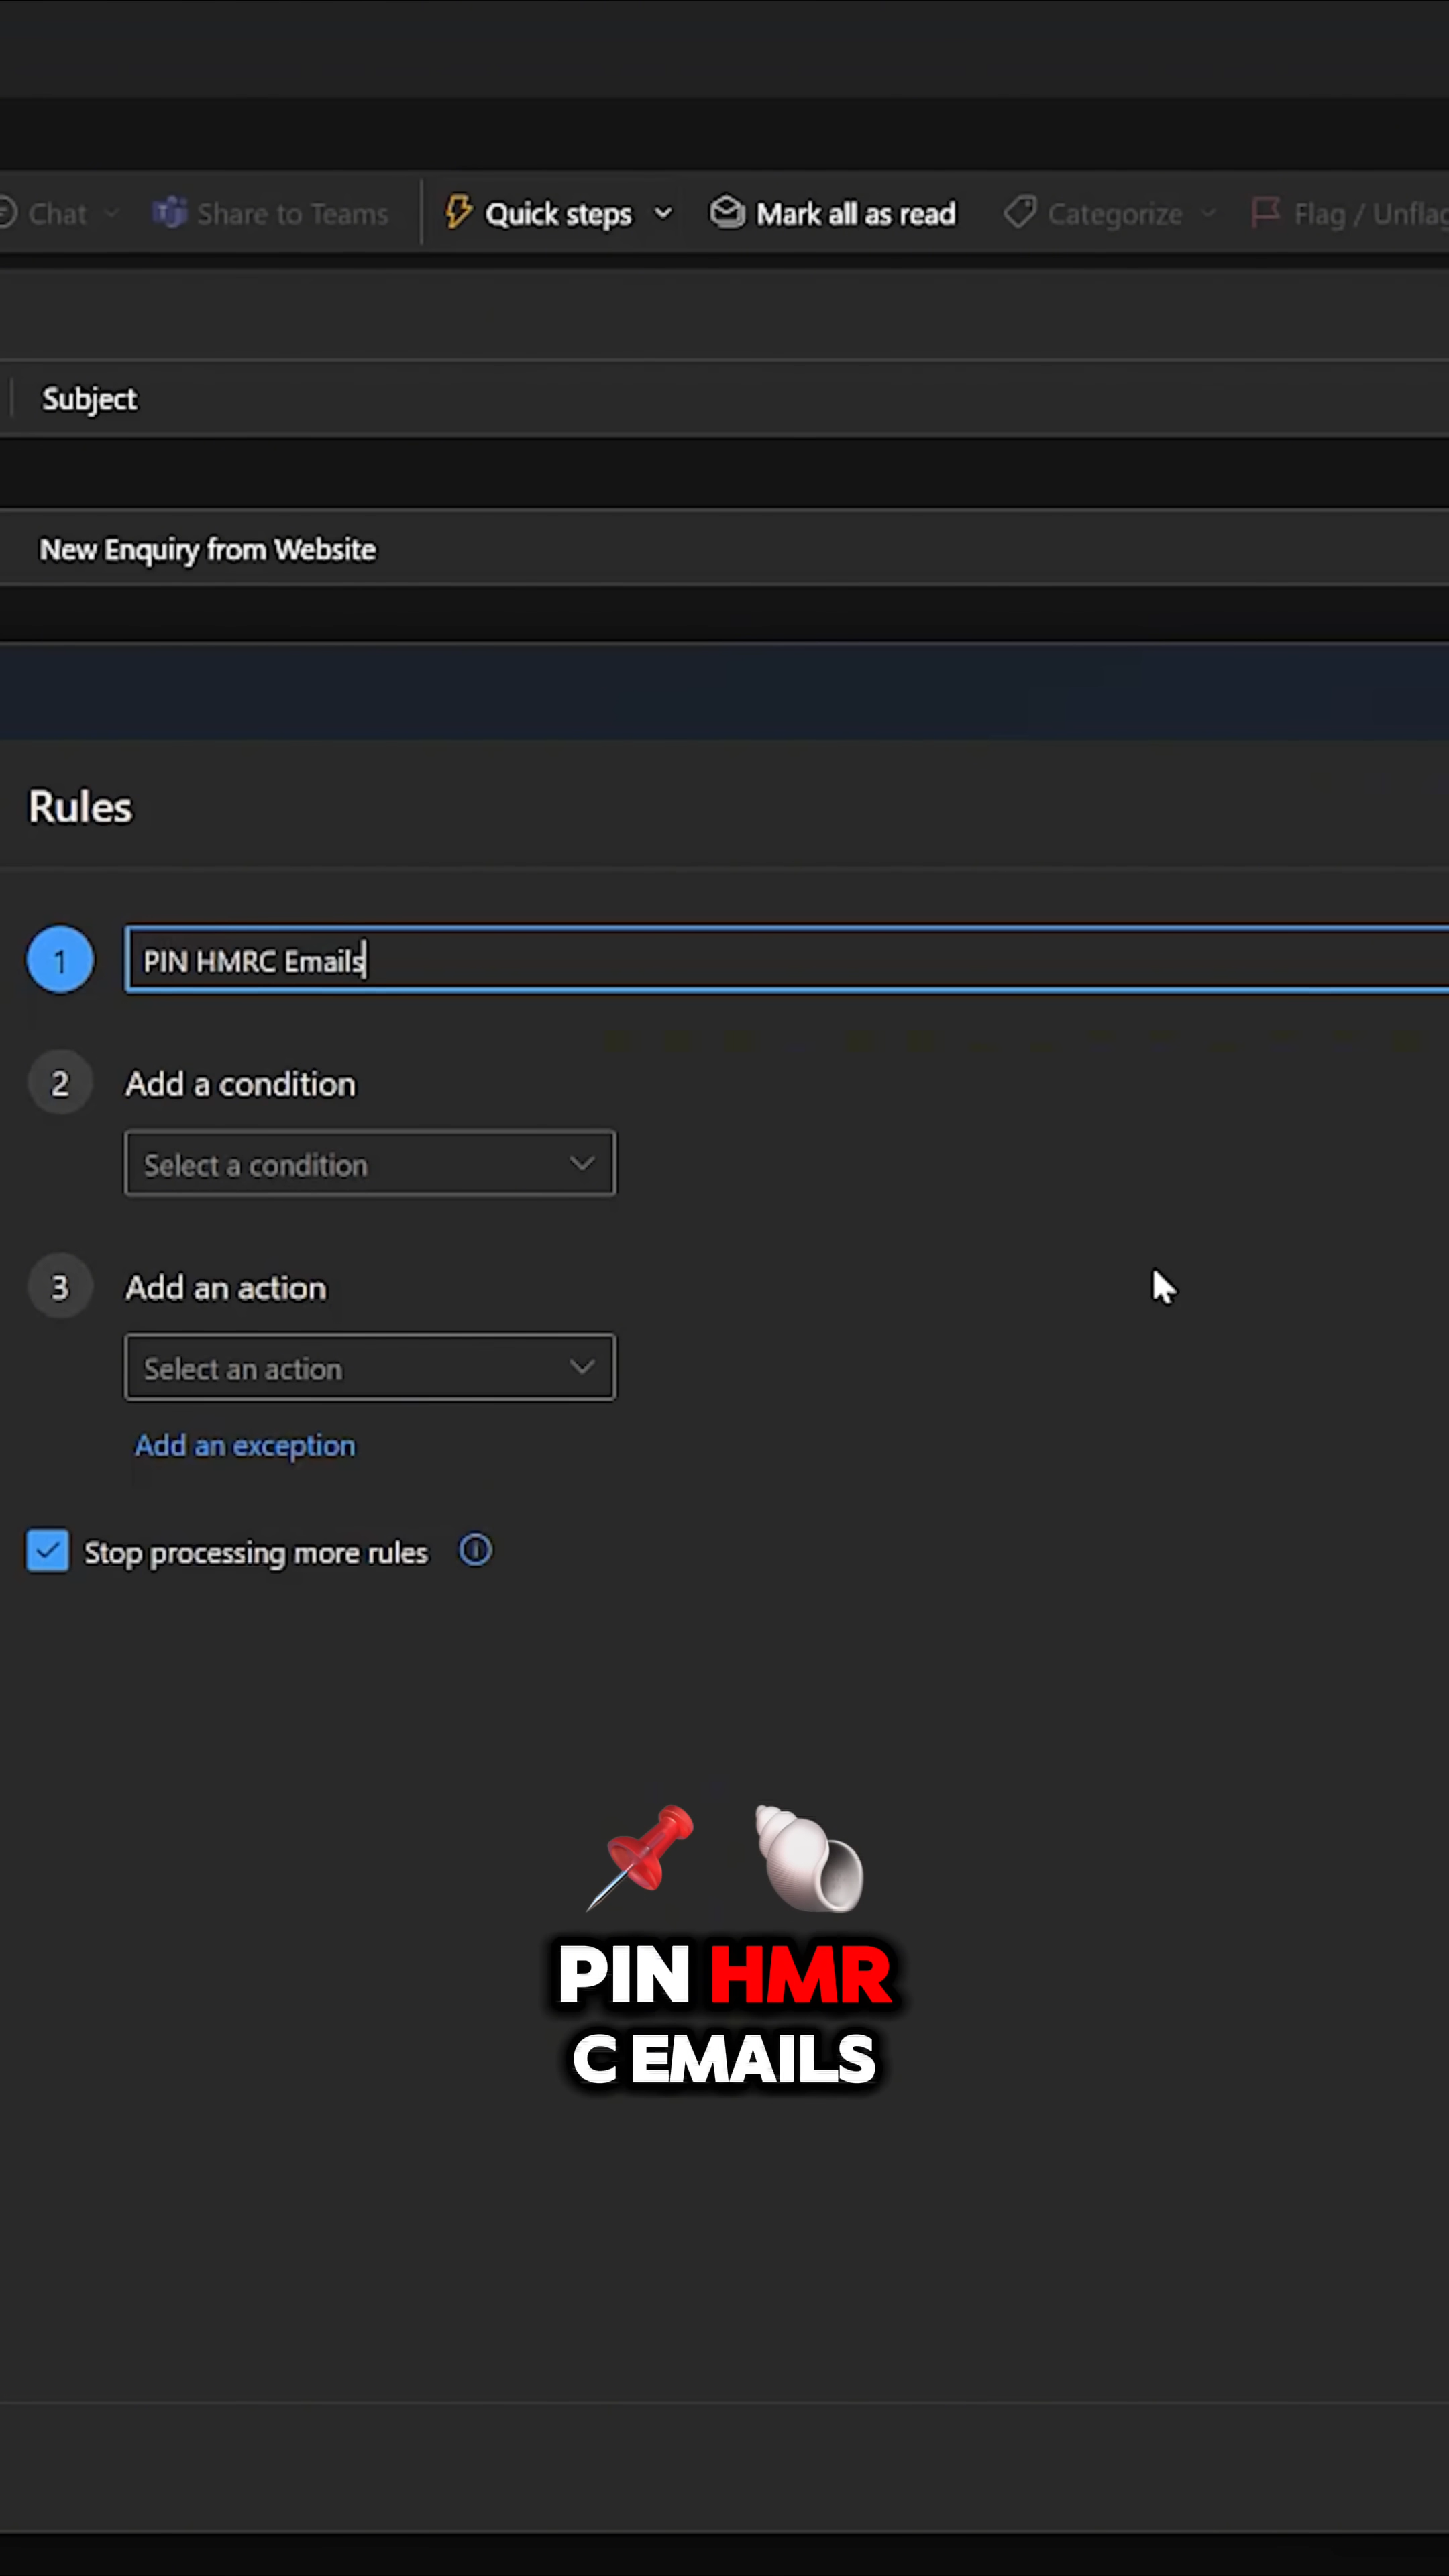 Chat Share to Teams Quick steps Mark all as read Categorize Flag / Unflag
Subject
New Enquiry from Website
Rules
1 PIN HMRC Emails
2 Add a condition
Select a condition
3 Add an action
Select an action
Add an exception
Stop processing more rules
PIN HMR
C EMAILS